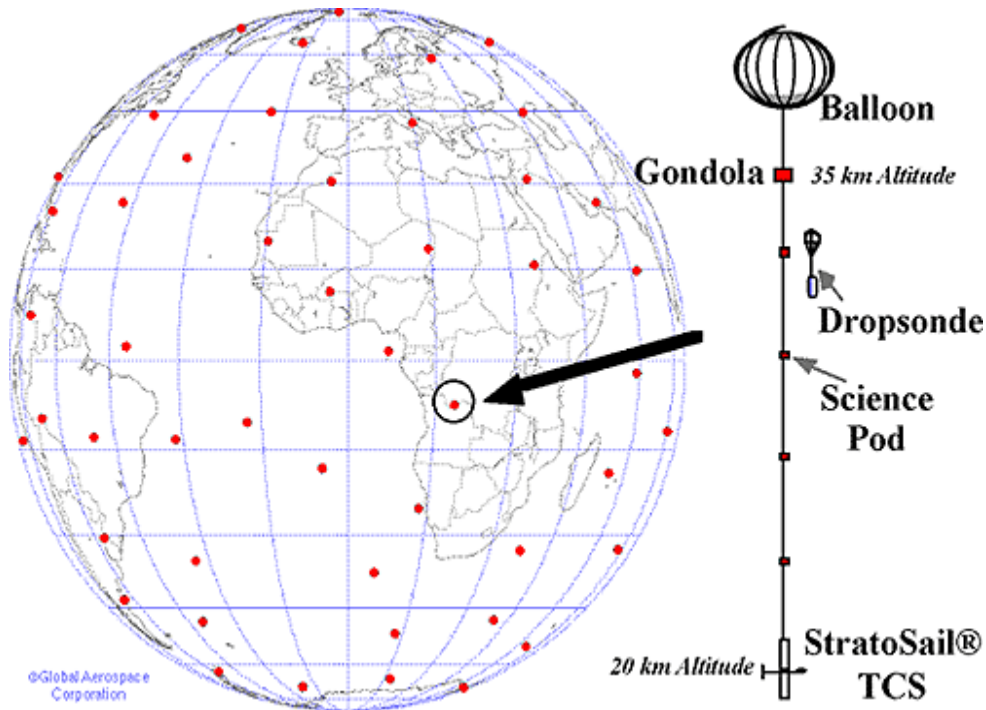 Balloon
Gondola
35 km Altitude
Dropsonde
Science
Pod
StratoSail®
20 km Altitude
TCS
©Global Aerospace
Corporation